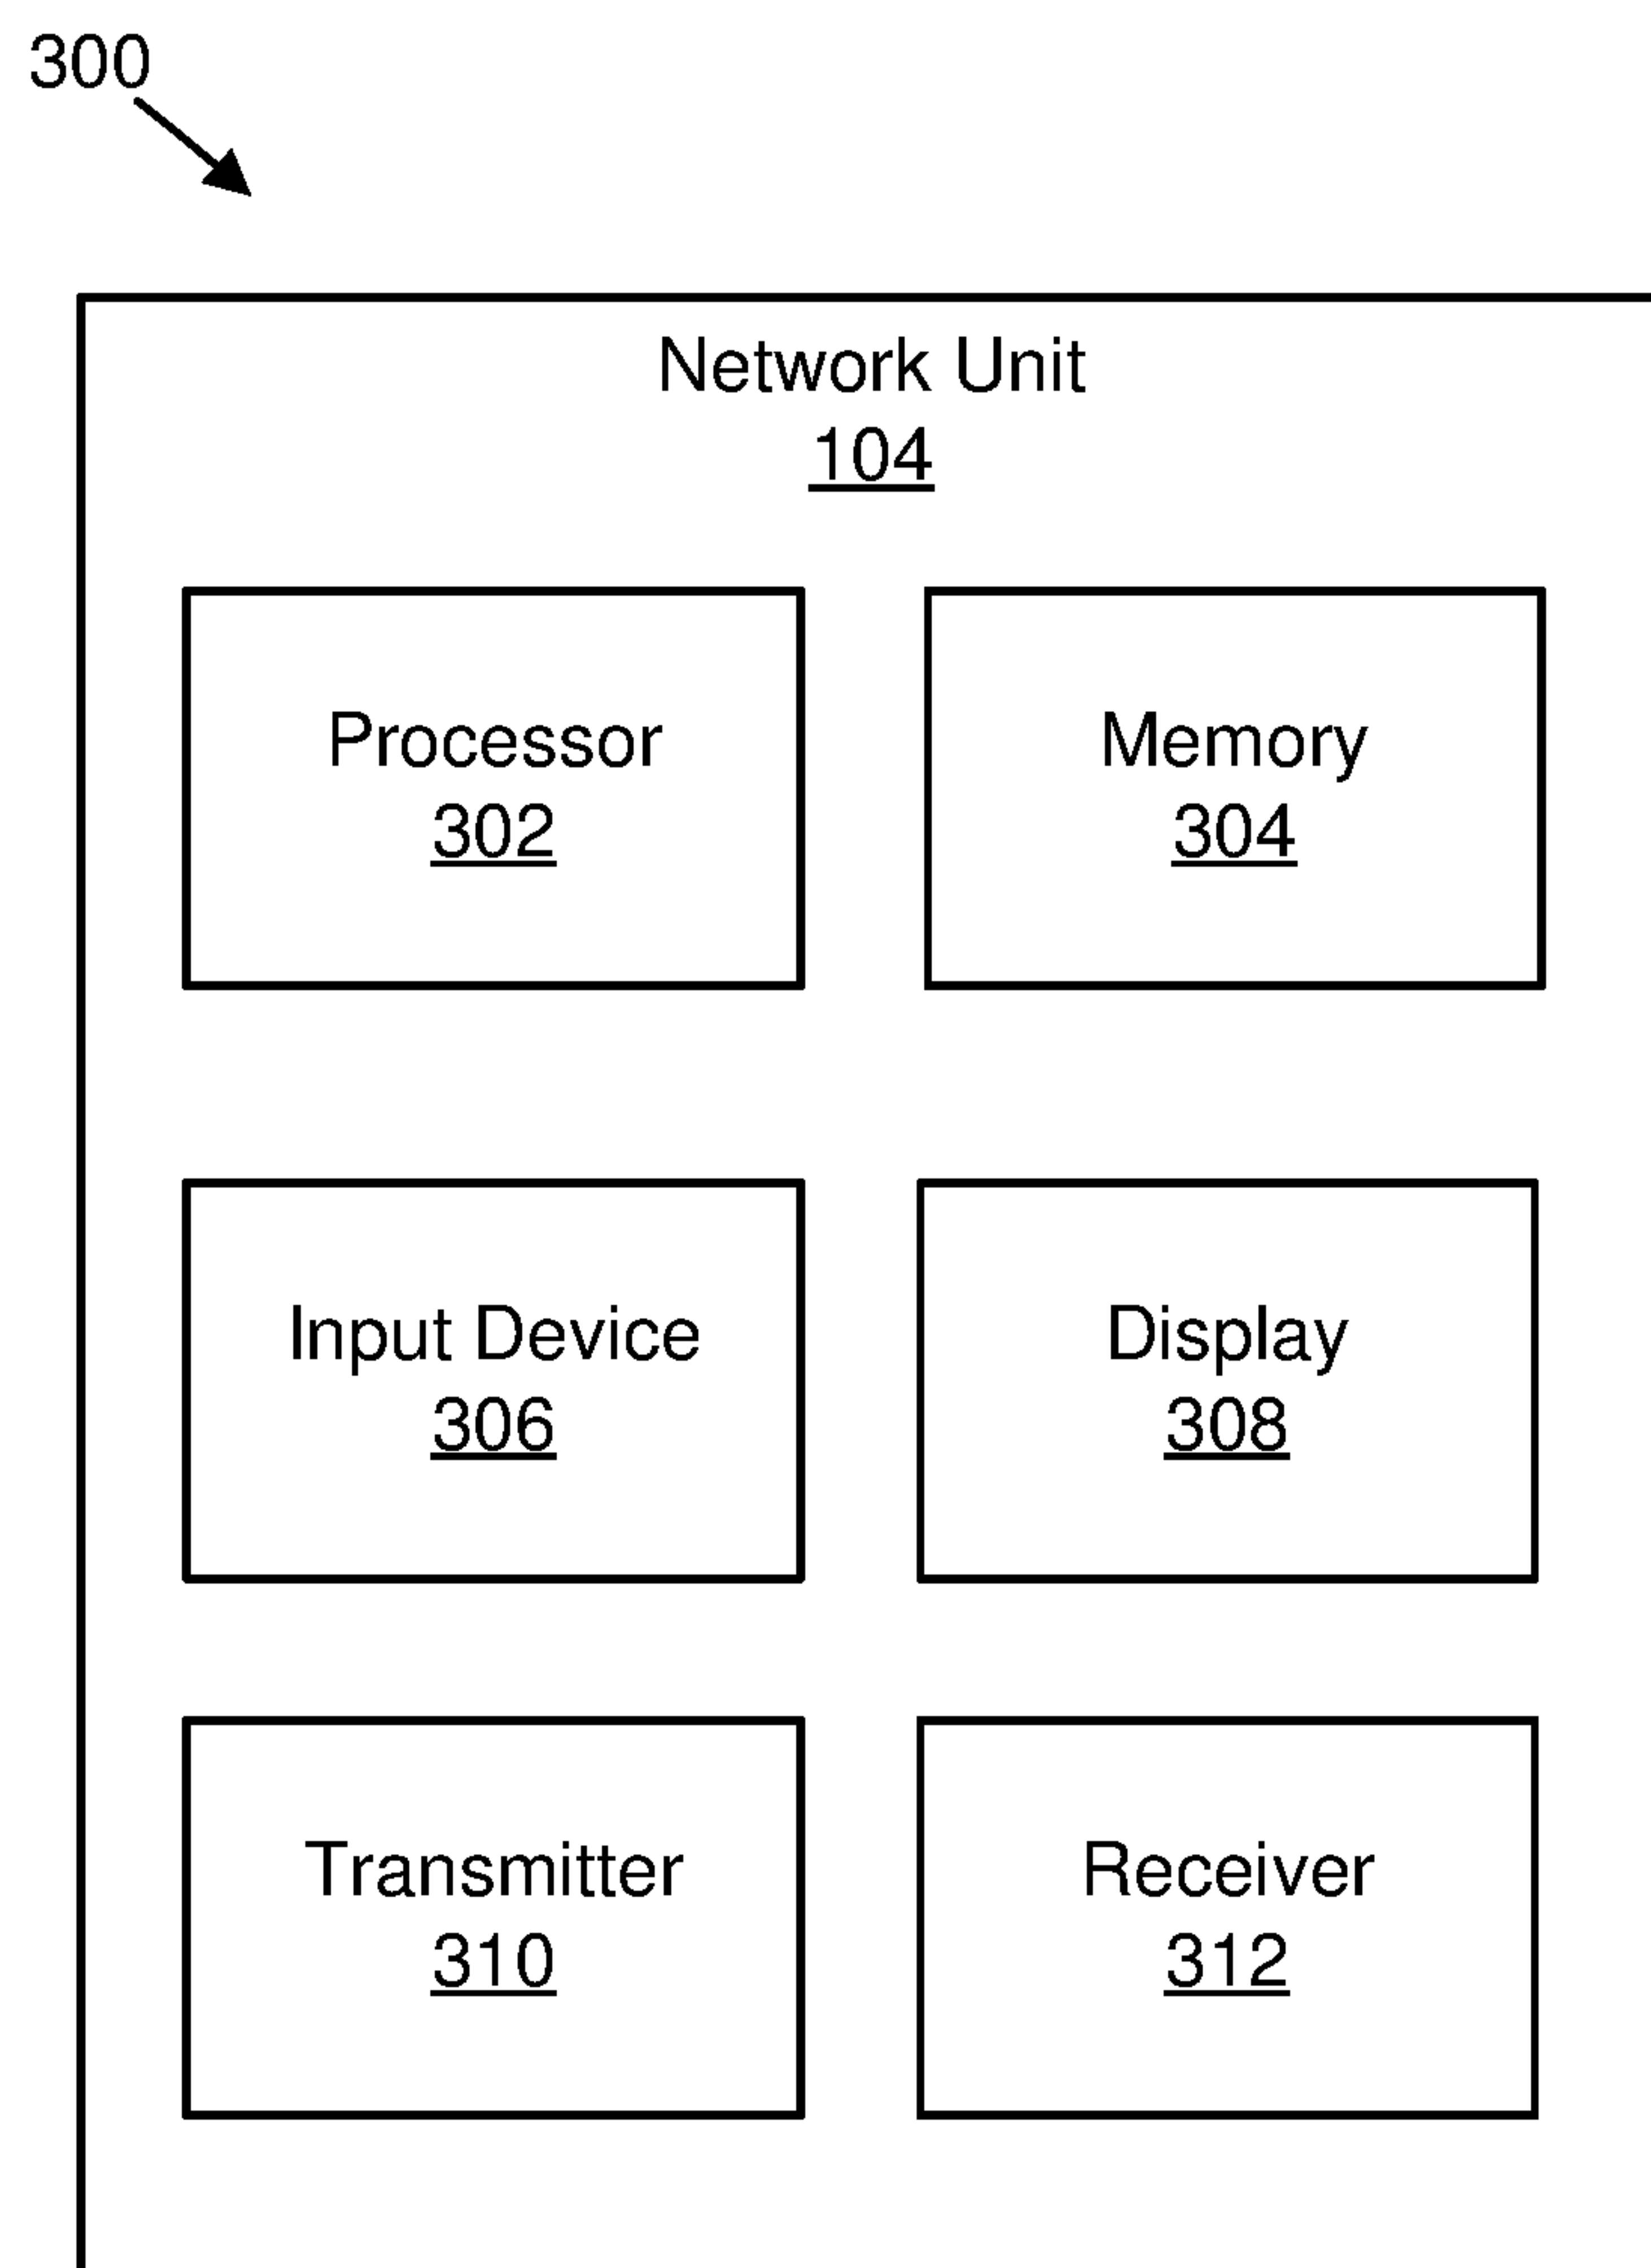 300
Network Unit
104
Processor
302
Memory
304
Input Device
306
Display
308
Transmitter
310
Receiver
312